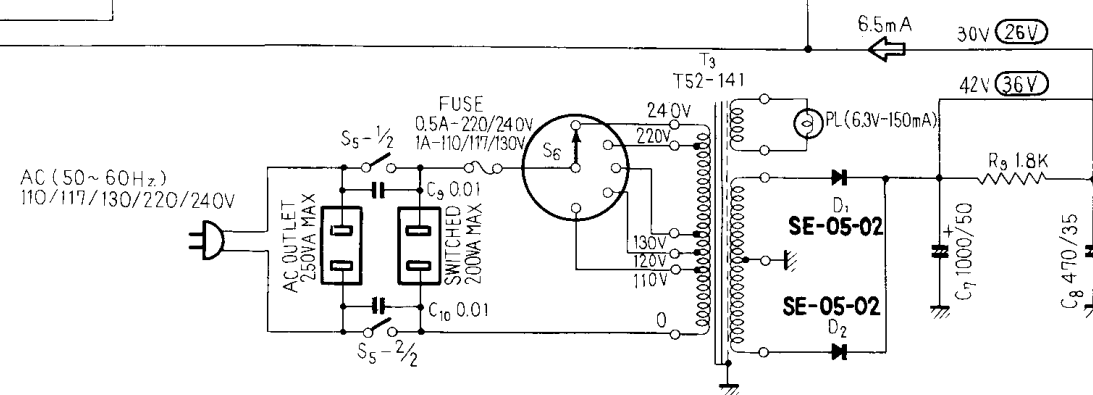 6.5mA
30V (26V)
42V (36V)
T3
T52-141
FUSE
0.5A-220/240V
1A-110/117/130V
240V
220V
PL(6.3V-150mA)
S5-1/2
S6
R9 1.8K
AC (50~60Hz)
110/117/130/220/240V
C9 0.01
D1
SE-05-02
AC OUTLET
250VA MAX
SWITCHED
200VA MAX
130V
120V
110V
+
C7 1000/50
C8 470/35
C10 0.01
0
SE-05-02
D2
S5-2/2